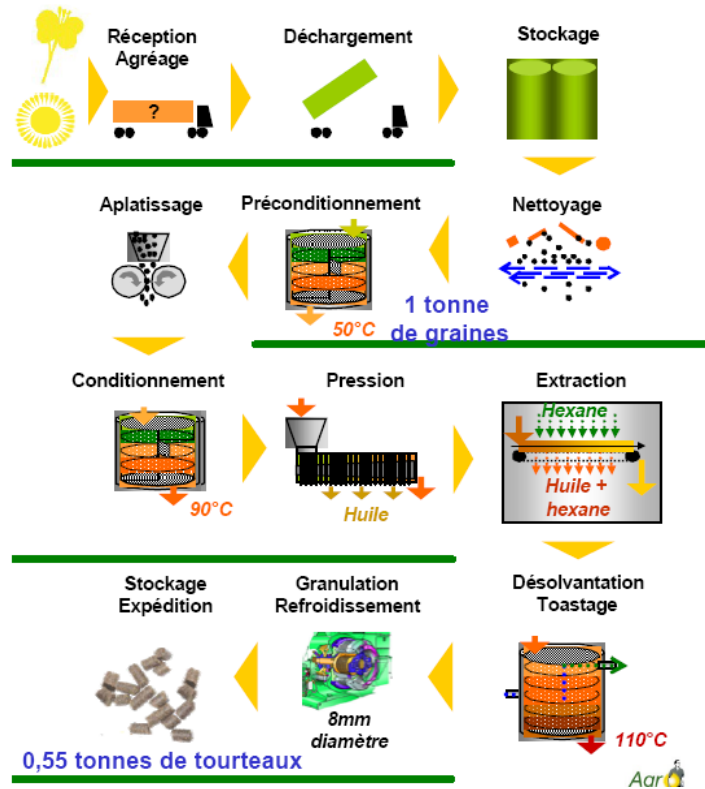 Réception
Agréage
Déchargement
Stockage
?
Aplatissage
Préconditionnement
Nettoyage
50°C
1 tonne
de graines
Conditionnement
Pression
Extraction
Hexane
90°C
Huile
Huile +
hexane
Stockage
Expédition
Granulation
Refroidissement
Désolvantation
Toastage
8mm
diamètre
110°C
0,55 tonnes de tourteaux
Agr